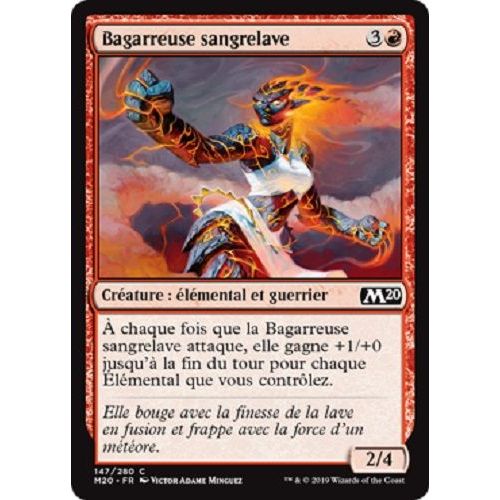 Bagarreuse sangrelave 3
M20
Créature : élémental et guerrier
À chaque fois que la Bagarreuse
sangrelave attaque, elle gagne +1/+0
jusqu'à la fin du tour pour chaque
Élémental que vous contrôlez.
Elle bouge avec la finesse de la lave
en fusion et frappe avec la force d'un
météore.
2/4
147/280 C
M20 · FR Victor Adame Minguez
™ & © 2019 Wizards of the Coast